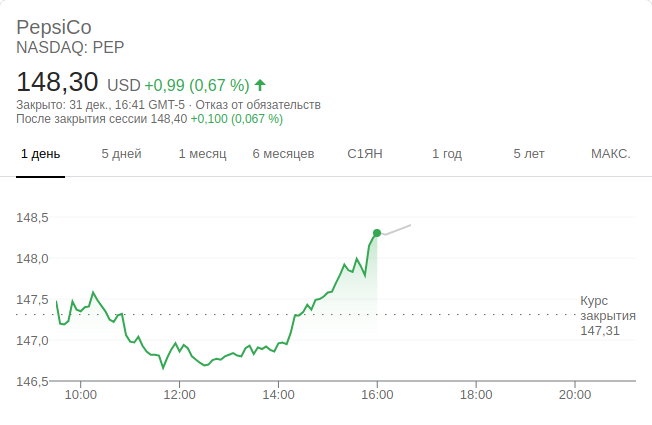 PepsiCo
NASDAQ: PEP
148,30 USD +0,99 (0,67 %)
Закрыто: 31 дек., 16:41 GMT-5 · Отказ от обязательств
После закрытия сессии 148,40 +0,100 (0,067 %)
1 день 5 дней 1 месяц 6 месяцев С1ЯН 1 год 5 лет МАКС.
148,5
148,0
147,5
147,0
146,5
Курс
закрытия
147,31
10:00 12:00 14:00 16:00 18:00 20:00